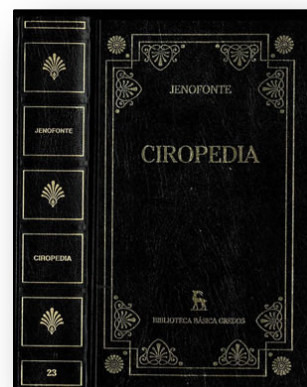 JENOFONTE
CIROPEDIA
23
JENOFONTE
CIROPEDIA
BIBLIOTECA BÁSICA GREDOS